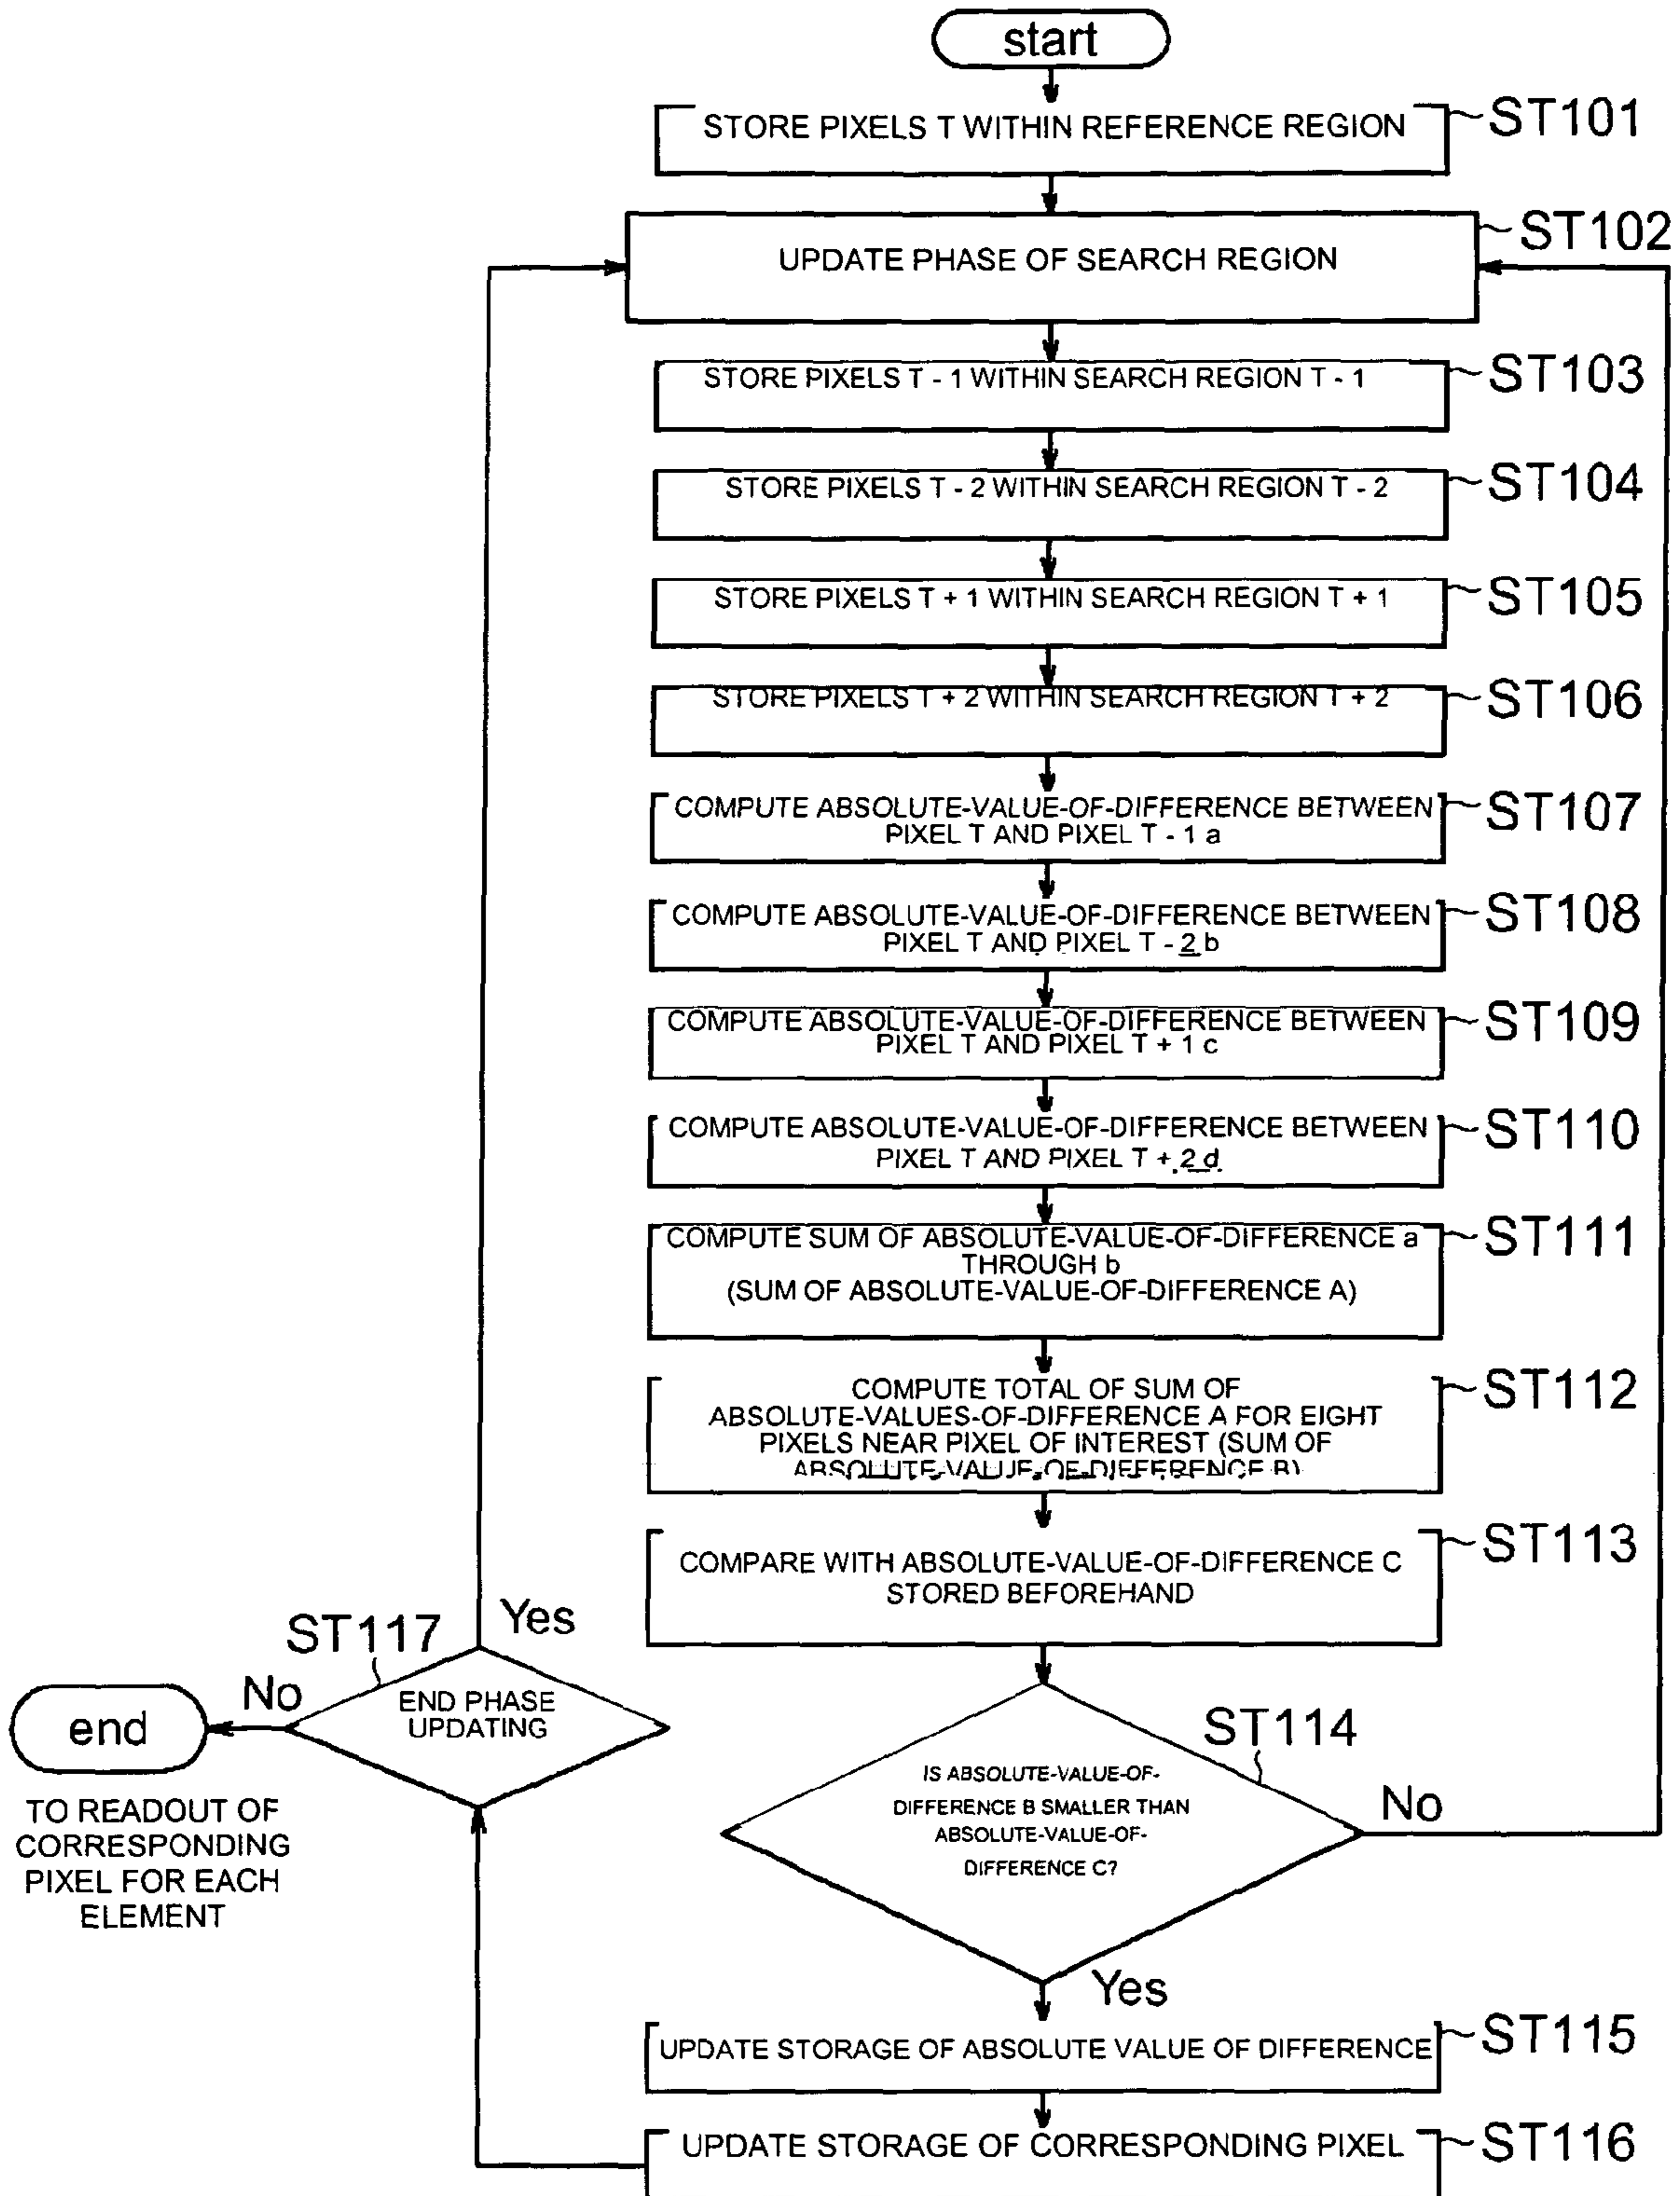 start
STORE PIXELS T WITHIN REFERENCE REGION
ST101
UPDATE PHASE OF SEARCH REGION
ST102
STORE PIXELS T - 1 WITHIN SEARCH REGION T - 1
ST103
STORE PIXELS T - 2 WITHIN SEARCH REGION T - 2
ST104
STORE PIXELS T + 1 WITHIN SEARCH REGION T + 1
ST105
STORE PIXELS T + 2 WITHIN SEARCH REGION T + 2
ST106
COMPUTE ABSOLUTE-VALUE-OF-DIFFERENCE BETWEEN
PIXEL T AND PIXEL T - 1 a
ST107
COMPUTE ABSOLUTE-VALUE-OF-DIFFERENCE BETWEEN
PIXEL T AND PIXEL T - 2 b
ST108
COMPUTE ABSOLUTE-VALUE-OF-DIFFERENCE BETWEEN
PIXEL T AND PIXEL T + 1 c
ST109
COMPUTE ABSOLUTE-VALUE-OF-DIFFERENCE BETWEEN
PIXEL T AND PIXEL T + 2 d
ST110
COMPUTE SUM OF ABSOLUTE-VALUE-OF-DIFFERENCE a
THROUGH b
(SUM OF ABSOLUTE-VALUE-OF-DIFFERENCE A)
ST111
COMPUTE TOTAL OF SUM OF
ABSOLUTE-VALUES-OF-DIFFERENCE A FOR EIGHT
PIXELS NEAR PIXEL OF INTEREST (SUM OF
ABSOLUTE-VALUE-OF-DIFFERENCE B)
ST112
COMPARE WITH ABSOLUTE-VALUE-OF-DIFFERENCE C
STORED BEFOREHAND
ST113
IS ABSOLUTE-VALUE-OF-
DIFFERENCE B SMALLER THAN
ABSOLUTE-VALUE-OF-
DIFFERENCE C?
ST114
No
Yes
UPDATE STORAGE OF ABSOLUTE VALUE OF DIFFERENCE
ST115
UPDATE STORAGE OF CORRESPONDING PIXEL
ST116
ST117
Yes
END PHASE
UPDATING
No
end
TO READOUT OF
CORRESPONDING
PIXEL FOR EACH
ELEMENT